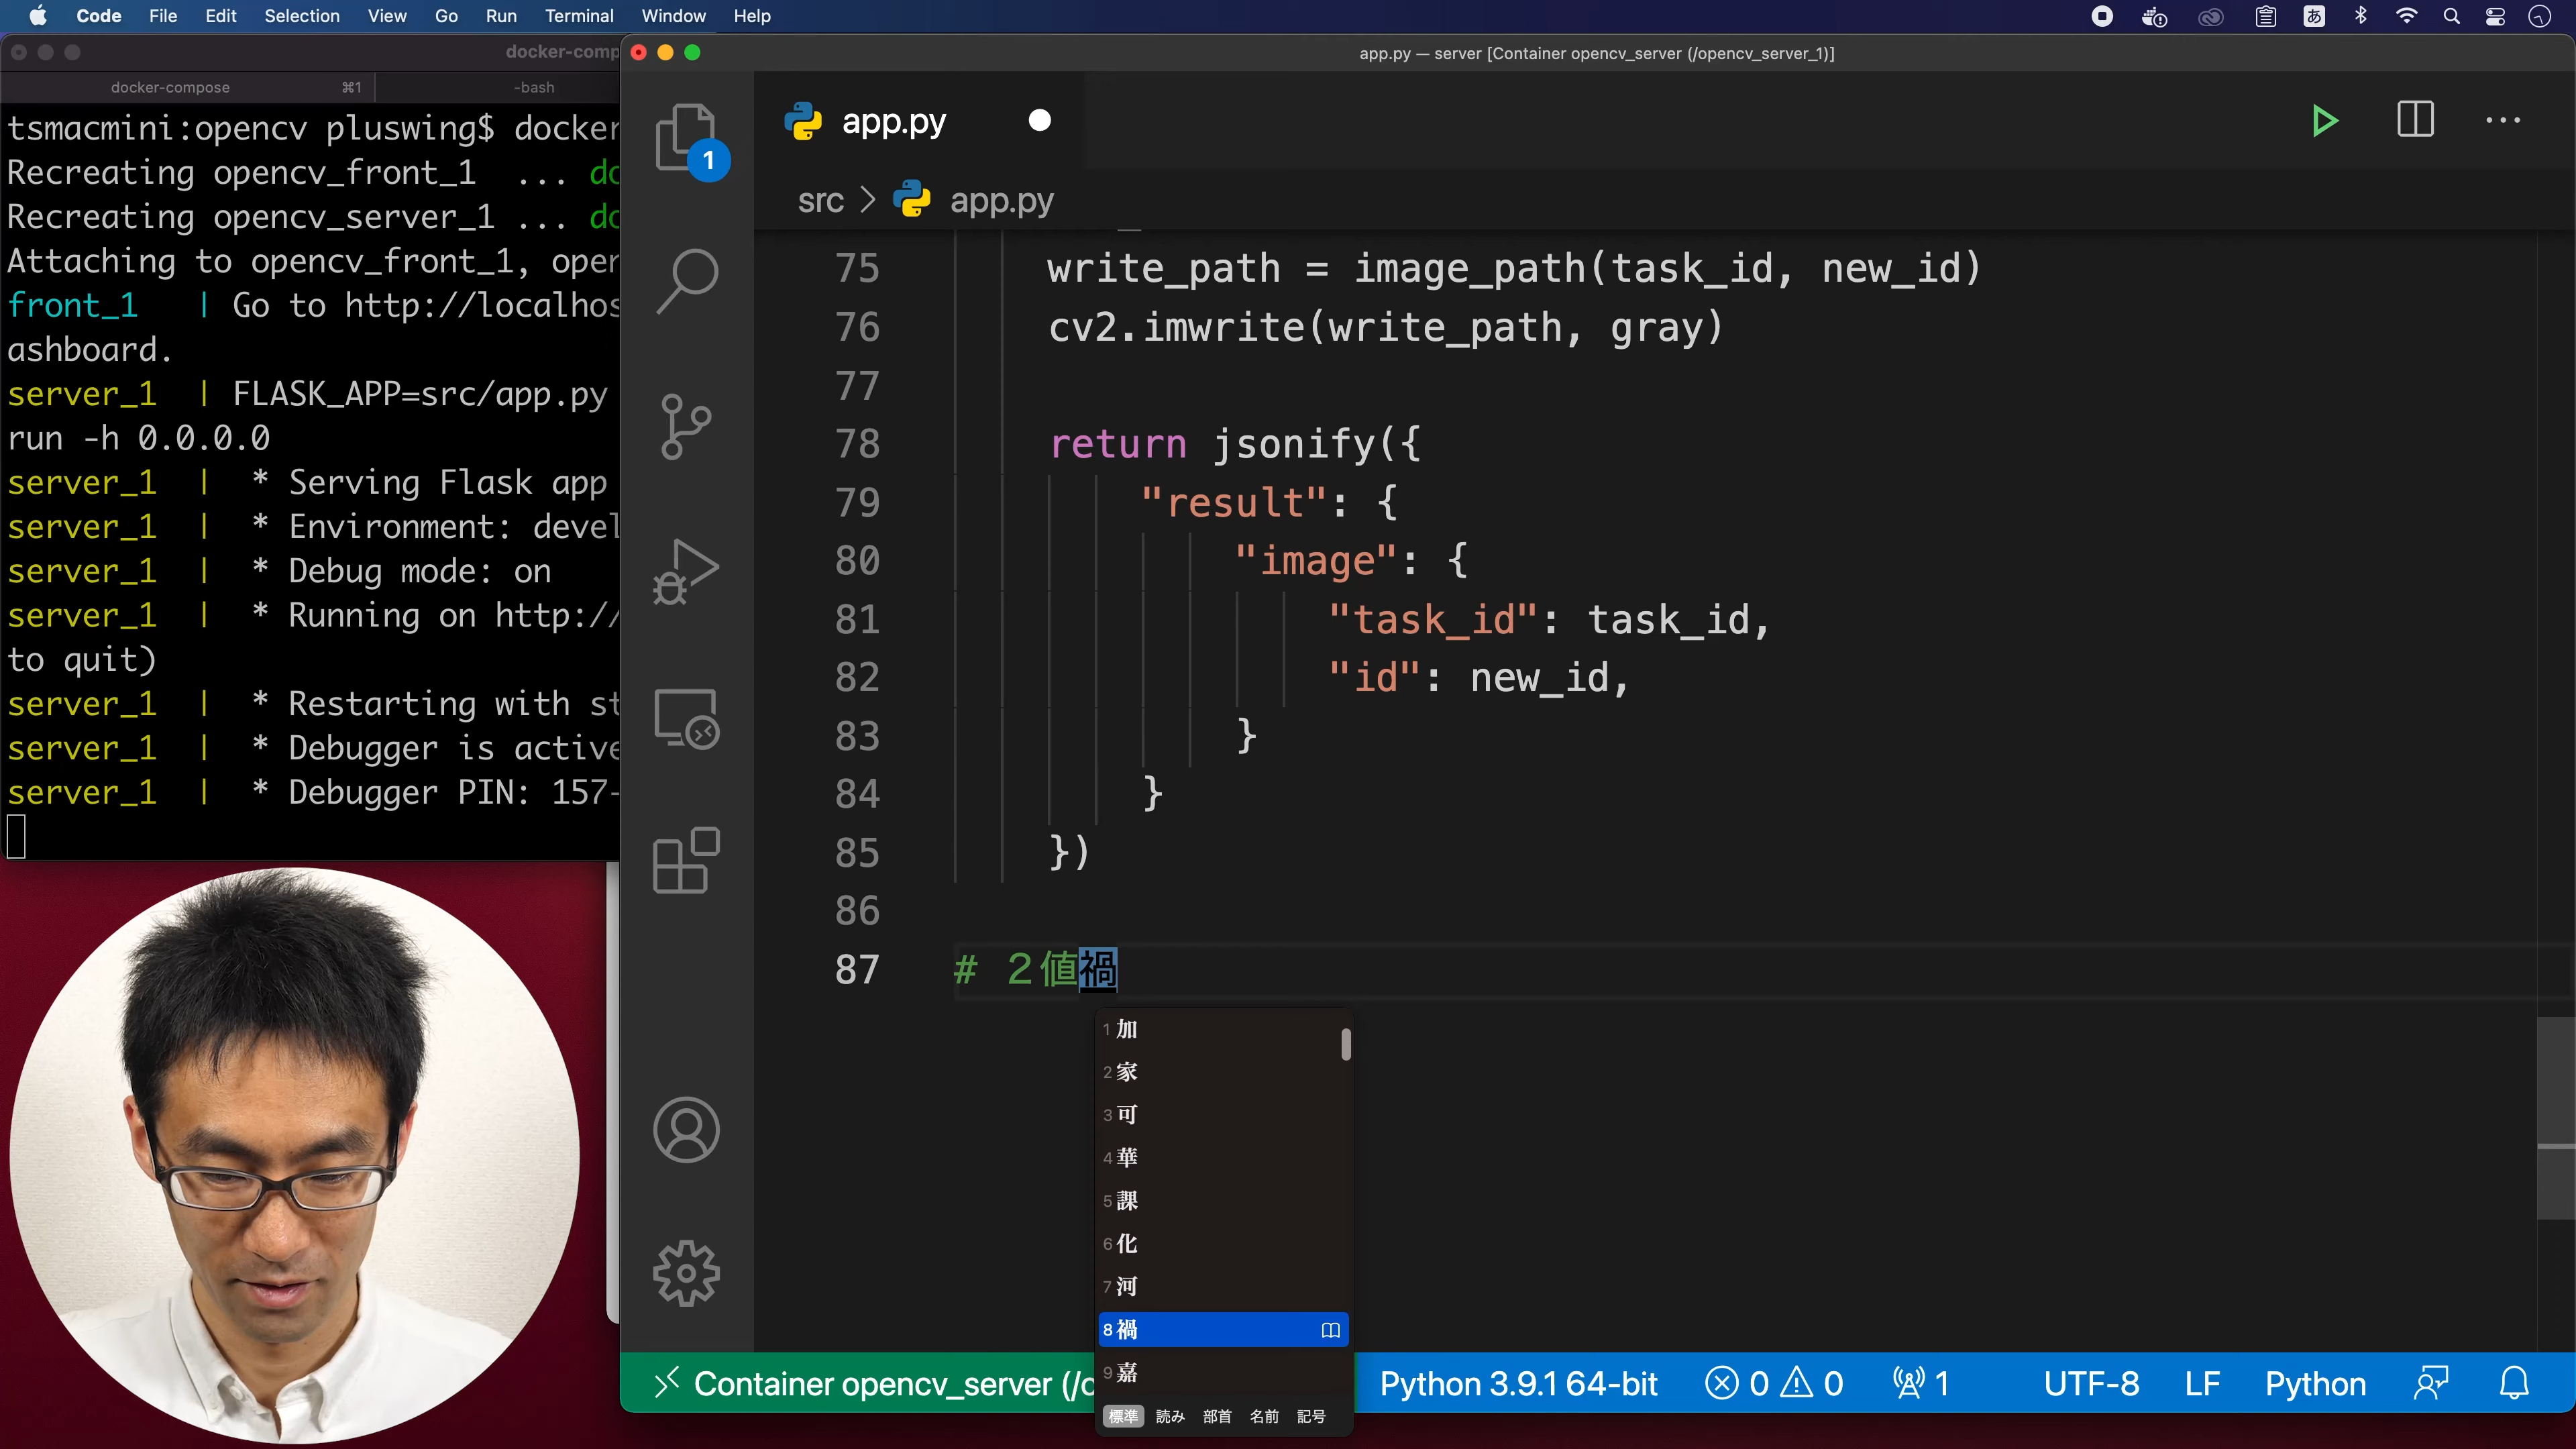 Code File Edit Selection View Go Run Terminal Window Help
あ
docker-comp
docker-compose ⌘1 -bash
tsmacmini:opencv pluswing$ docker
Recreating opencv_front_1 ... do
Recreating opencv_server_1 ... do
Attaching to opencv_front_1, oper
front_1 | Go to http://localhos
ashboard.
server_1 | FLASK_APP=src/app.py
run -h 0.0.0.0
server_1 | * Serving Flask app
server_1 | * Environment: devel
server_1 | * Debug mode: on
server_1 | * Running on http://
to quit)
server_1 | * Restarting with st
server_1 | * Debugger is active
server_1 | * Debugger PIN: 157-
app.py — server [Container opencv_server (/opencv_server_1)]
1
app.py
src > app.py
75 write_path = image_path(task_id, new_id)
76 cv2.imwrite(write_path, gray)
77
78 return jsonify({
79 "result": {
80 "image": {
81 "task_id": task_id,
82 "id": new_id,
83 }
84 }
85 })
86
87 # ２値禍
1 加
2 家
3 可
4 華
5 課
6 化
7 河
8 禍
9 嘉
標準 読み 部首 名前 記号
Container opencv_server (/o Python 3.9.1 64-bit 0 0 1 UTF-8 LF Python